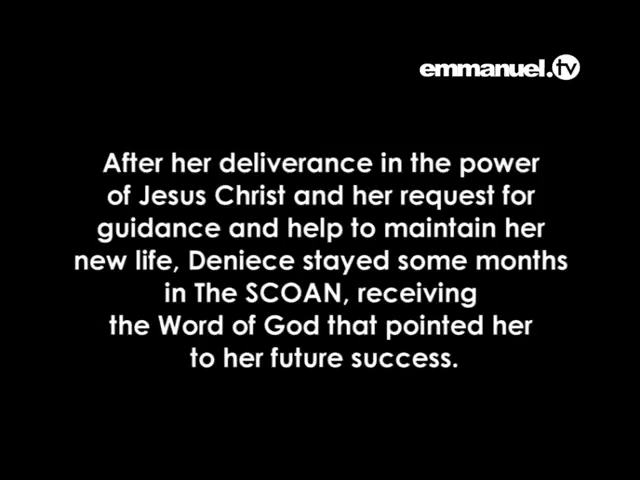 emmanuel.tv
After her deliverance in the power
of Jesus Christ and her request for
guidance and help to maintain her
new life, Deniece stayed some months
in The SCOAN, receiving
the Word of God that pointed her
to her future success.